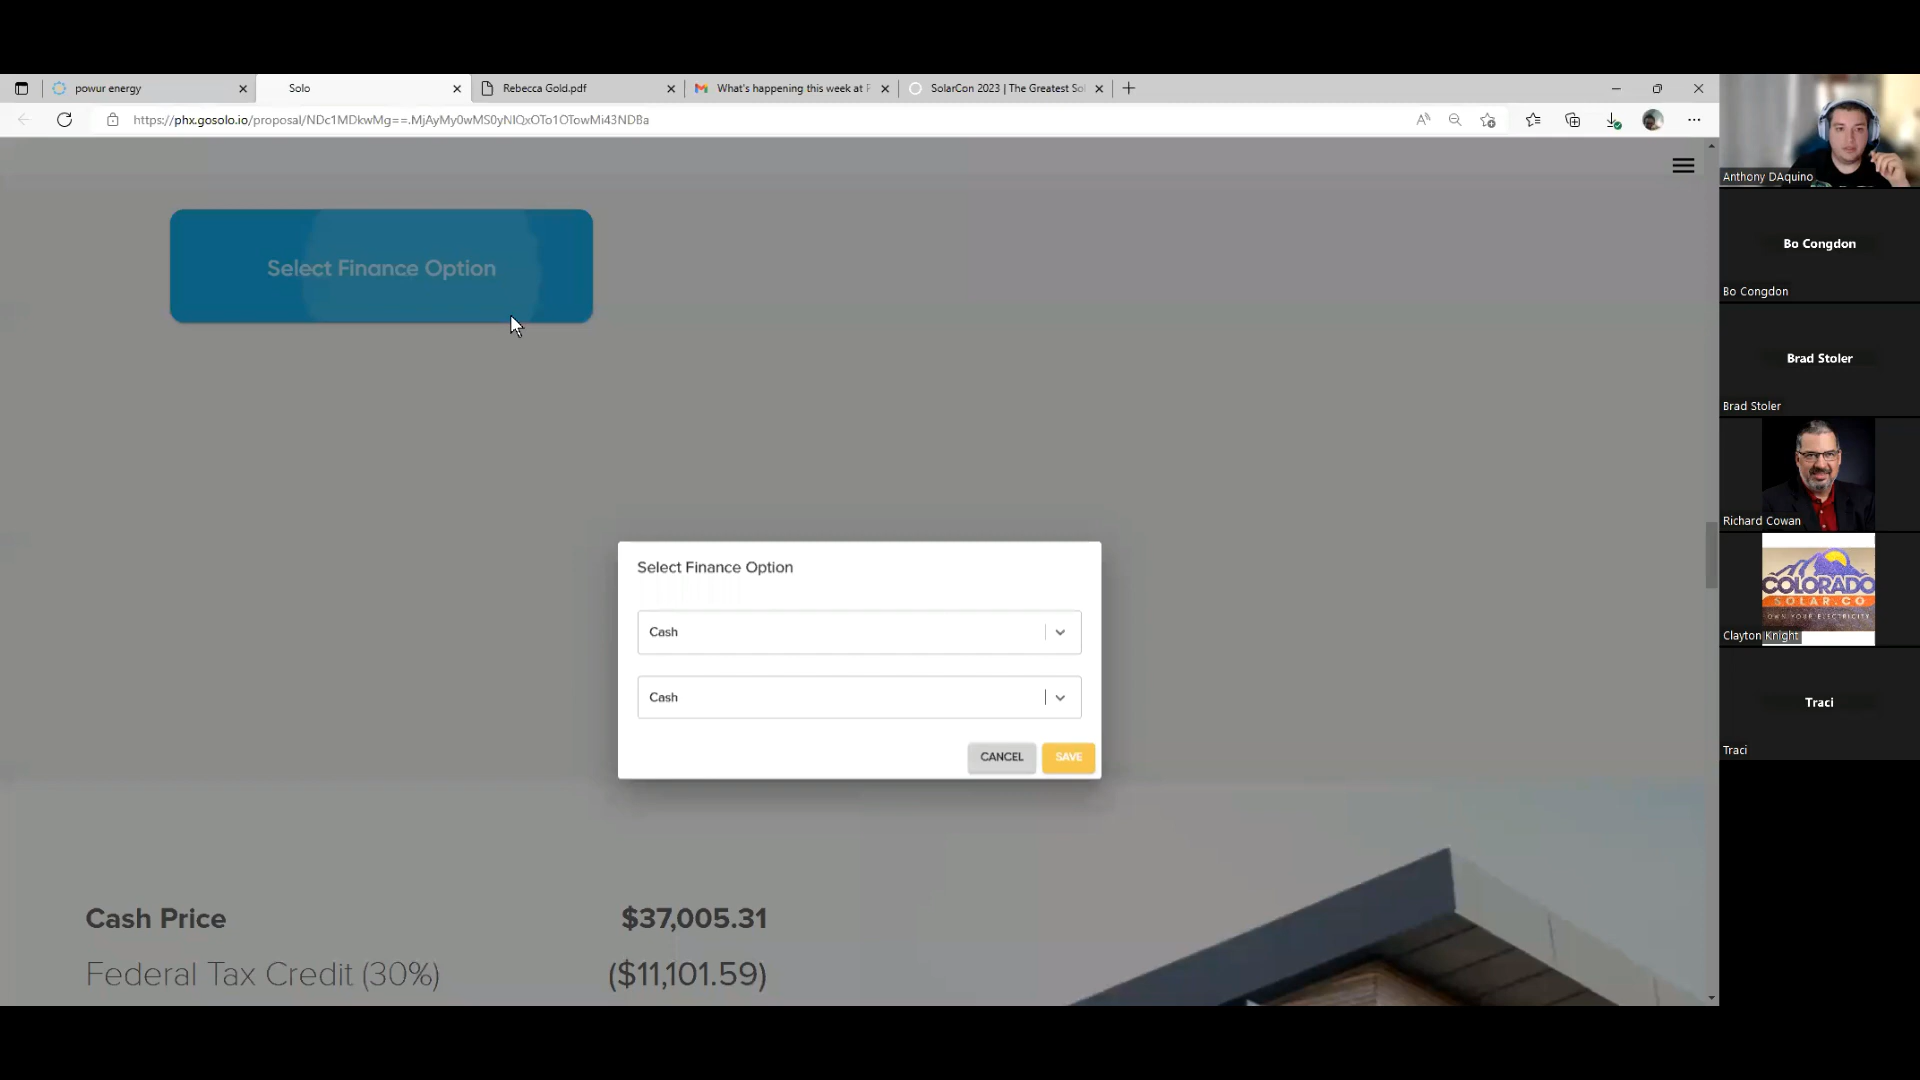 powur energy
Solo
Rebecca Gold.pdf
What's happening this week at P
SolarCon 2023 | The Greatest Sol
https://phx.gosolo.io/proposal/NDc1MDkwMg==.MjAyMy0wMS0yNlQxOTo1OTowMi43NDBa
Select Finance Option
Select Finance Option
Cash
Cash
CANCEL
SAVE
Cash Price
$37,005.31
Federal Tax Credit (30%)
($11,101.59)
Anthony DAquino
Bo Congdon
Bo Congdon
Brad Stoler
Brad Stoler
Richard Cowan
COLORADO
SOLAR.CO
OWN YOUR ELECTRICITY
Clayton Knight
Traci
Traci